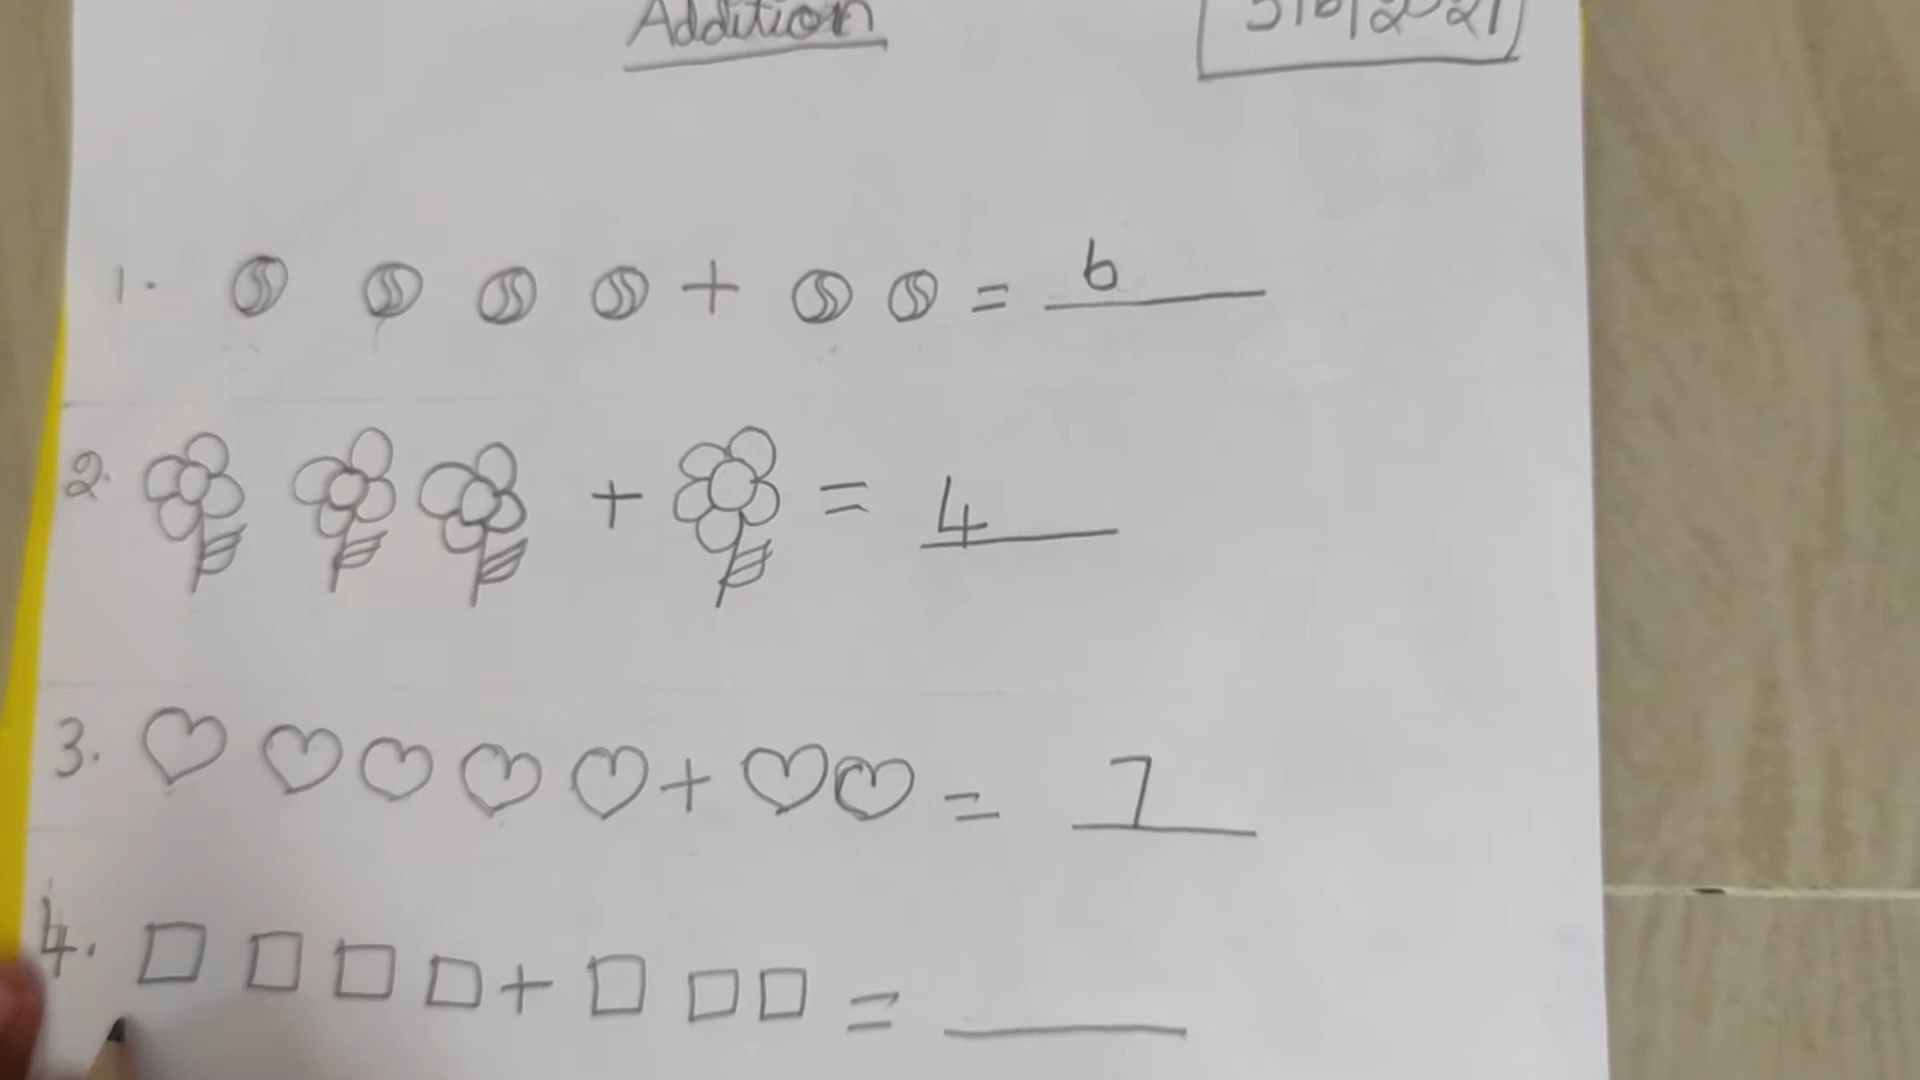 Addition
1. + = 6
2. + = 4
3. + = 7
4. + =